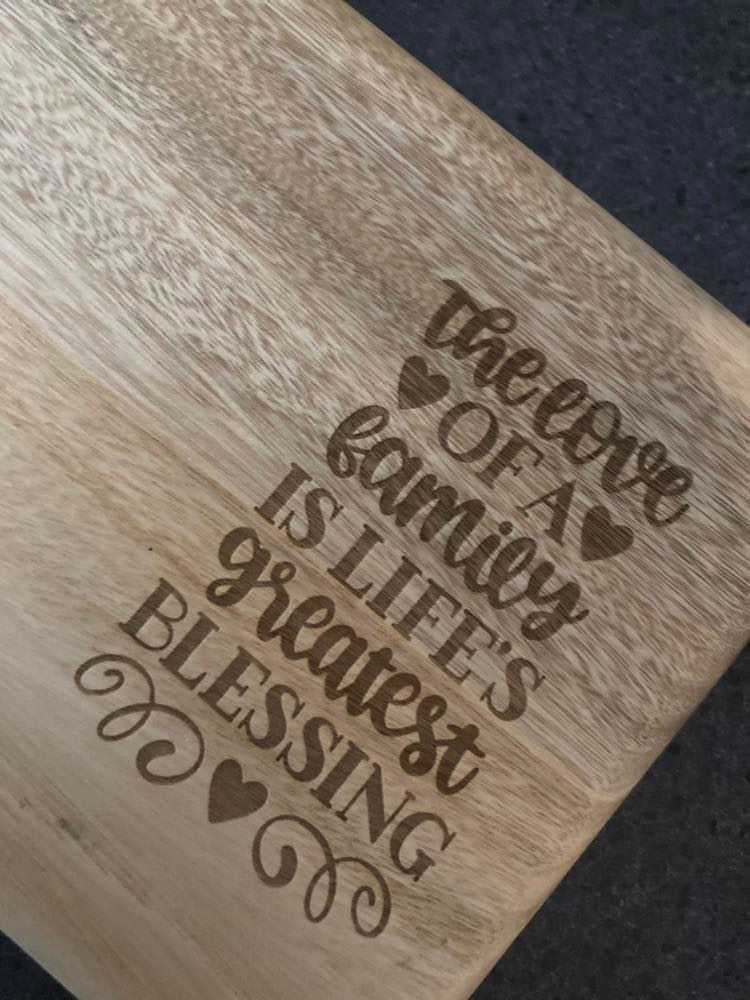 the love
OF A
family
IS LIFE'S
greatest
BLESSING